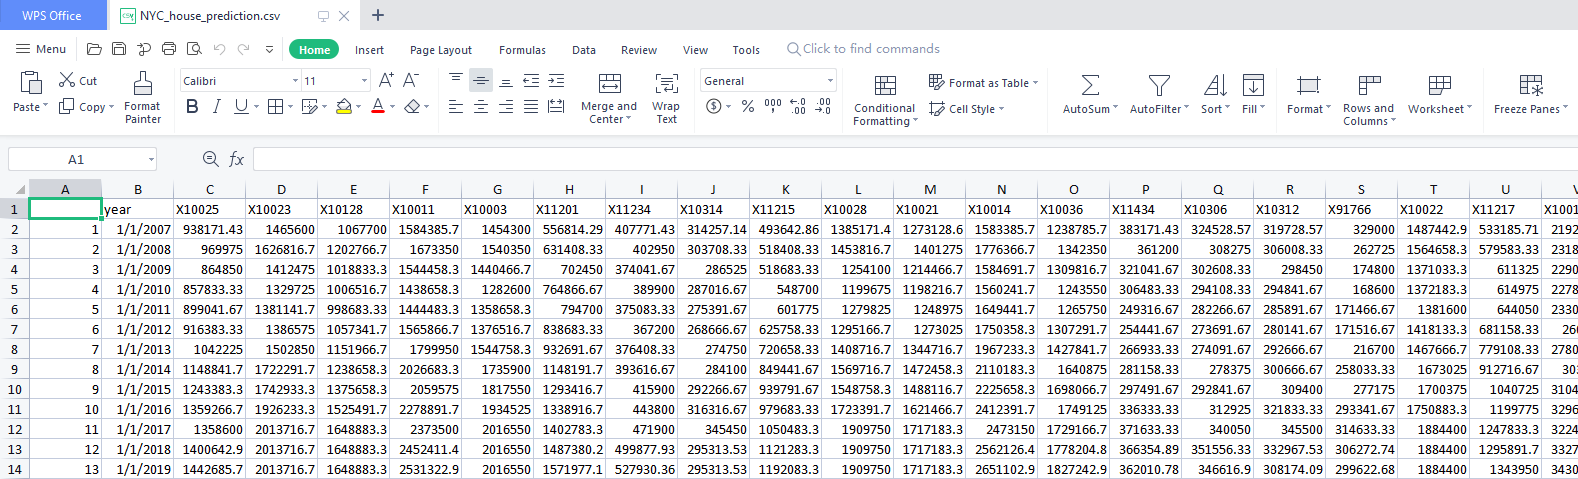 WPS Office NYC_house_prediction.csv
Menu Home Insert Page Layout Formulas Data Review View Tools Click to find commands
Cut Calibri 11 General Format as Table
Paste Copy Format Painter B I U A Merge and Center Wrap Text Conditional Formatting Cell Style AutoSum AutoFilter Sort Fill Format Rows and Columns Worksheet Freeze Panes
A1 fx
A B C D E F G H I J K L M N O P Q R S T U
1 year X10025 X10023 X10128 X10011 X10003 X11201 X11234 X10314 X11215 X10028 X10021 X10014 X10036 X11434 X10306 X10312 X91766 X10022 X11217 X1001
2 1 1/1/2007 938171.43 1465600 1067700 1584385.7 1454300 556814.29 407771.43 314257.14 493642.86 1385171.4 1273128.6 1583385.7 1238785.7 383171.43 324528.57 319728.57 329000 1487442.9 533185.71 2192
3 2 1/1/2008 969975 1626816.7 1202766.7 1673350 1540350 631408.33 402950 303708.33 518408.33 1453816.7 1401275 1776366.7 1342350 361200 308275 306008.33 262725 1564658.3 579583.33 2318
4 3 1/1/2009 864850 1412475 1018833.3 1544458.3 1440466.7 702450 374041.67 286525 518683.33 1254100 1214466.7 1584691.7 1309816.7 321041.67 302608.33 298450 174800 1371033.3 611325 2290
5 4 1/1/2010 857833.33 1329725 1006516.7 1438658.3 1282600 764866.67 389900 287016.67 548700 1199675 1198216.7 1560241.7 1243550 306483.33 294108.33 294841.67 168600 1372183.3 614975 2278
6 5 1/1/2011 899041.67 1381141.7 998683.33 1444483.3 1358658.3 794700 375083.33 275391.67 601775 1279825 1248975 1649441.7 1265750 249316.67 282266.67 285891.67 171466.67 1381600 644050 2330
7 6 1/1/2012 916383.33 1386575 1057341.7 1565866.7 1376516.7 838683.33 367200 268666.67 625758.33 1295166.7 1273025 1750358.3 1307291.7 254441.67 273691.67 280141.67 171516.67 1418133.3 681158.33
8 7 1/1/2013 1042225 1502850 1151966.7 1799950 1544758.3 932691.67 376408.33 274750 720658.33 1408716.7 1344716.7 1967233.3 1427841.7 266933.33 274091.67 292666.67 216700 1467666.7 779108.33 2780
9 8 1/1/2014 1148841.7 1722291.7 1238658.3 2026683.3 1735900 1148191.7 393616.67 284100 849441.67 1569716.7 1472458.3 2110183.3 1640875 281158.33 278375 300666.67 258033.33 1673025 912716.67
10 9 1/1/2015 1243383.3 1742933.3 1375658.3 2059575 1817550 1293416.7 415900 292266.67 939791.67 1548758.3 1488116.7 2225658.3 1698066.7 297491.67 292841.67 309400 277175 1700375 1040725 3104
11 10 1/1/2016 1359266.7 1926233.3 1525491.7 2278891.7 1934525 1338916.7 443800 316316.67 979683.33 1723391.7 1621466.7 2412391.7 1749125 336333.33 312925 321833.33 293341.67 1750883.3 1199775 3296
12 11 1/1/2017 1358600 2013716.7 1648883.3 2373500 2016550 1402783.3 471900 345450 1050483.3 1909750 1717183.3 2473150 1729166.7 371633.33 340050 345500 314633.33 1884400 1247833.3 3224
13 12 1/1/2018 1400642.9 2013716.7 1648883.3 2452411.4 2016550 1487380.2 499877.93 295313.53 1121283.3 1909750 1717183.3 2562126.4 1778204.8 366354.89 351556.33 332967.53 306272.74 1884400 1295891.7 3327
14 13 1/1/2019 1442685.7 2013716.7 1648883.3 2531322.9 2016550 1571977.1 527930.36 295313.53 1192083.3 1909750 1717183.3 2651102.9 1827242.9 362010.78 346616.9 308174.09 299622.68 1884400 1343950 3430